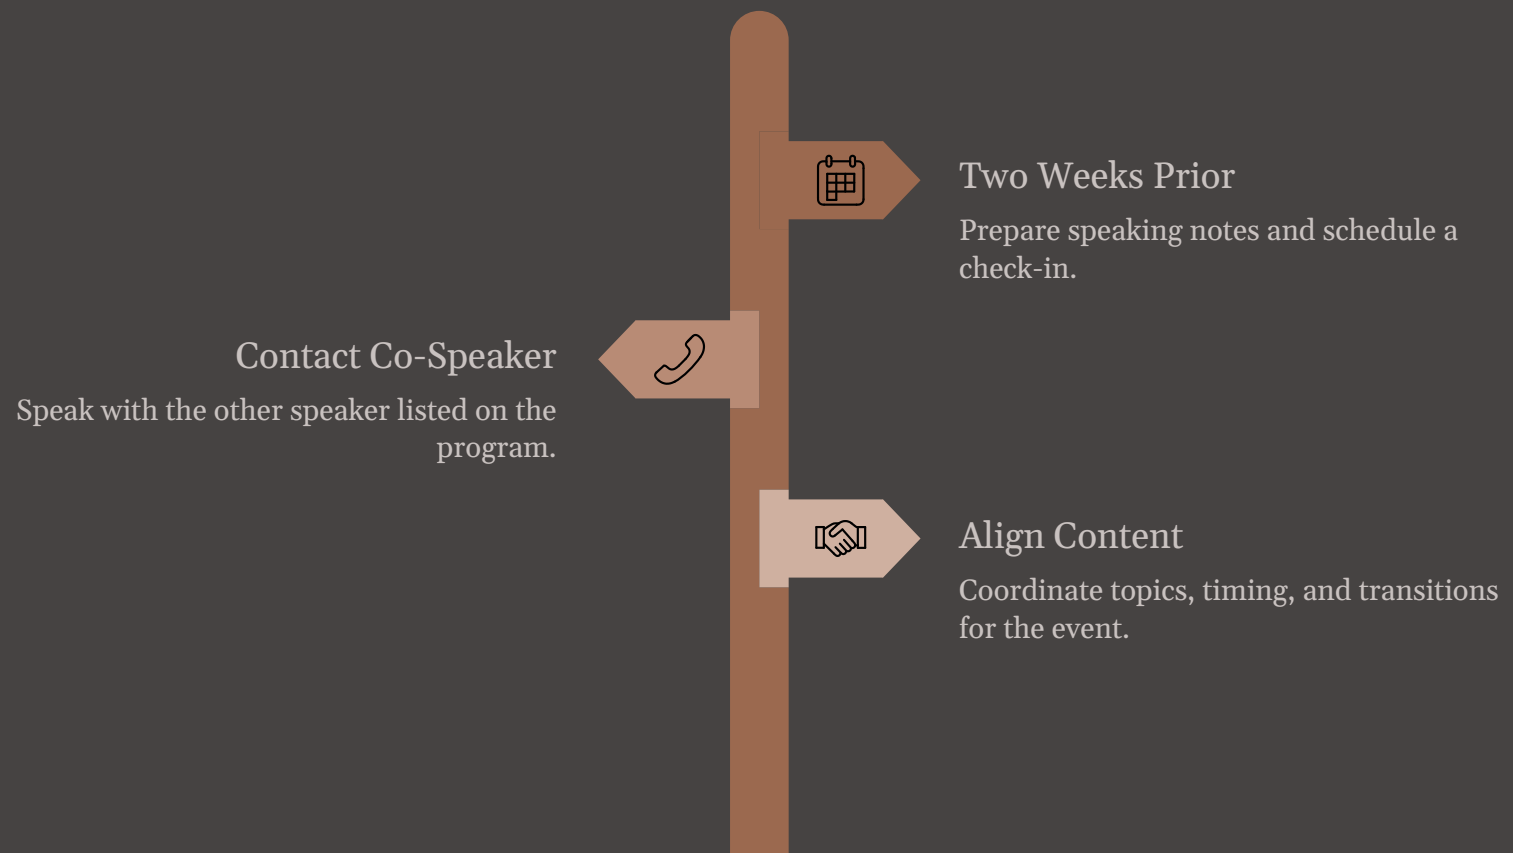 Two Weeks Prior
Prepare speaking notes and schedule a
check-in.
Contact Co-Speaker
Speak with the other speaker listed on the
program.
Align Content
Coordinate topics, timing, and transitions
for the event.